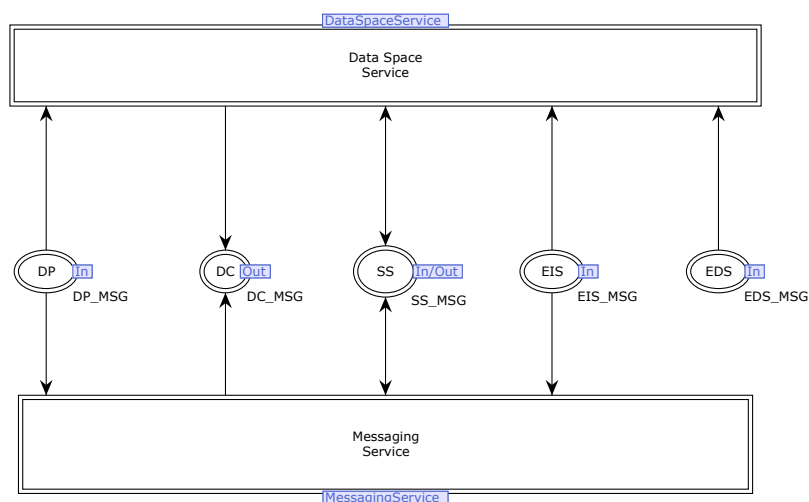 DataSpaceService
Data Space
Service
DP
In
DC
Out
SS
In/Out
EIS
In
EDS
In
DP_MSG
DC_MSG
SS_MSG
EIS_MSG
EDS_MSG
Messaging
Service
MessagingService